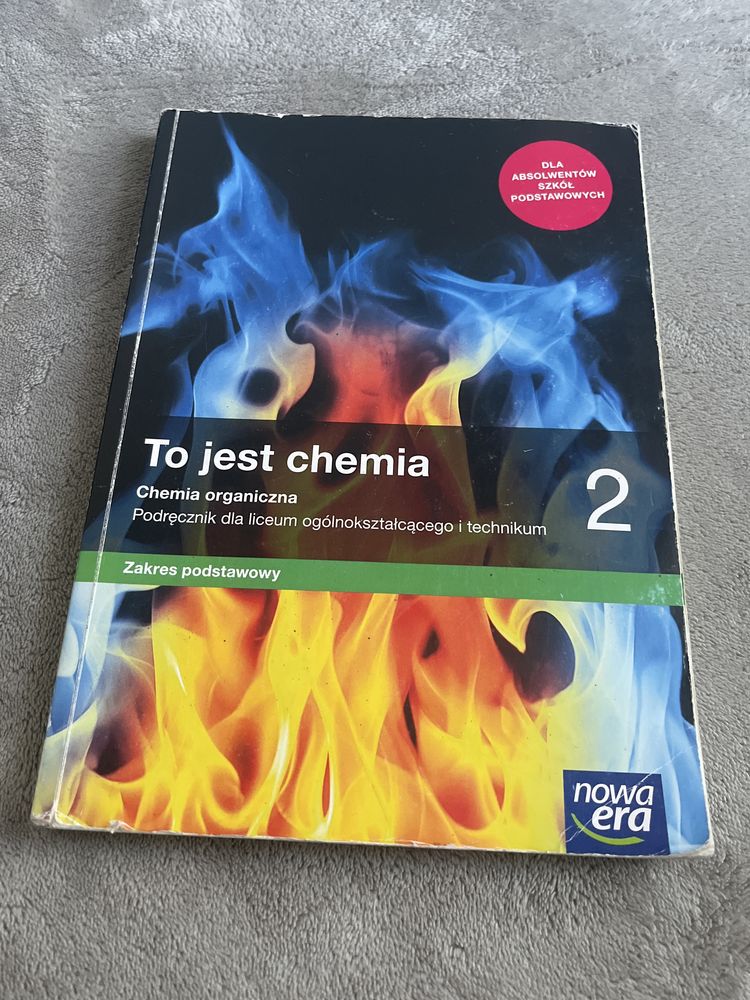 DLA
ABSOLWENTÓW
SZKÓŁ
PODSTAWOWYCH
To jest chemia
2
Chemia organiczna
Podręcznik dla liceum ogólnokształcącego i technikum
Zakres podstawowy
nowa
era